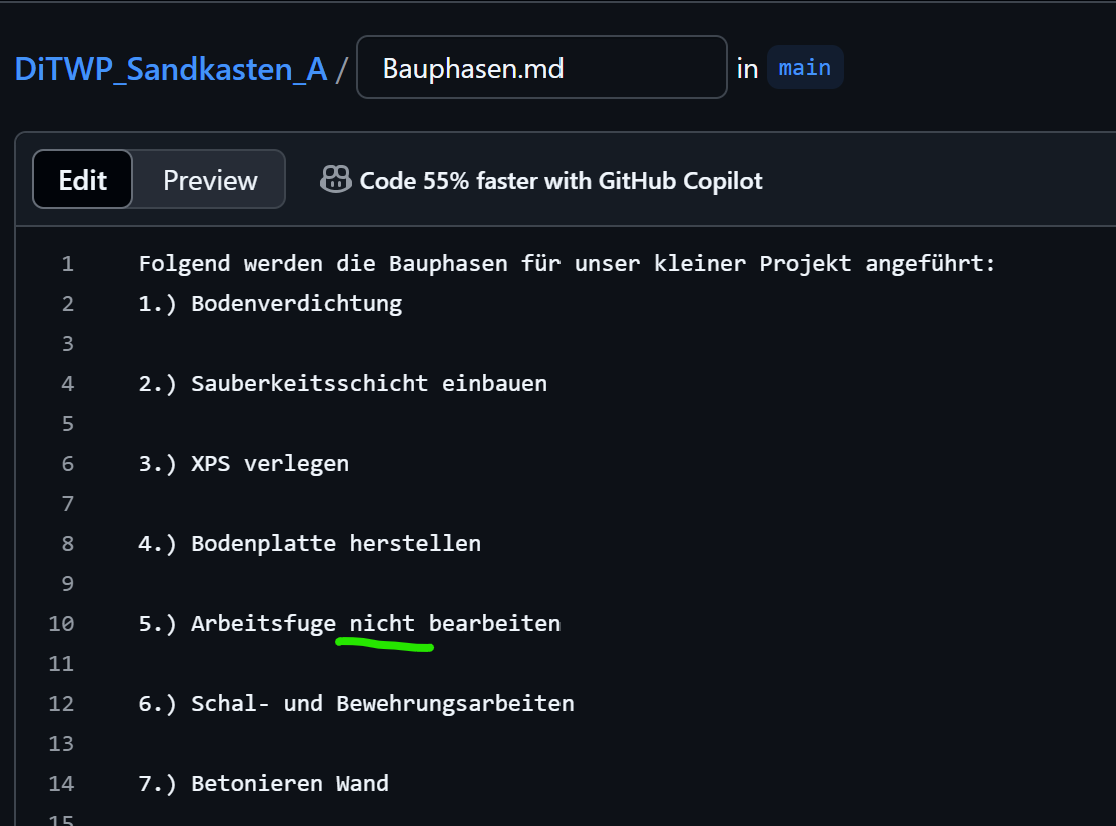 DiTWP_Sandkasten_A / Bauphasen.md in main
Edit Preview Code 55% faster with GitHub Copilot
1 Folgend werden die Bauphasen für unser kleiner Projekt angeführt:
2 1.) Bodenverdichtung
3
4 2.) Sauberkeitsschicht einbauen
5
6 3.) XPS verlegen
7
8 4.) Bodenplatte herstellen
9
10 5.) Arbeitsfuge nicht bearbeiten
11
12 6.) Schal- und Bewehrungsarbeiten
13
14 7.) Betonieren Wand
15